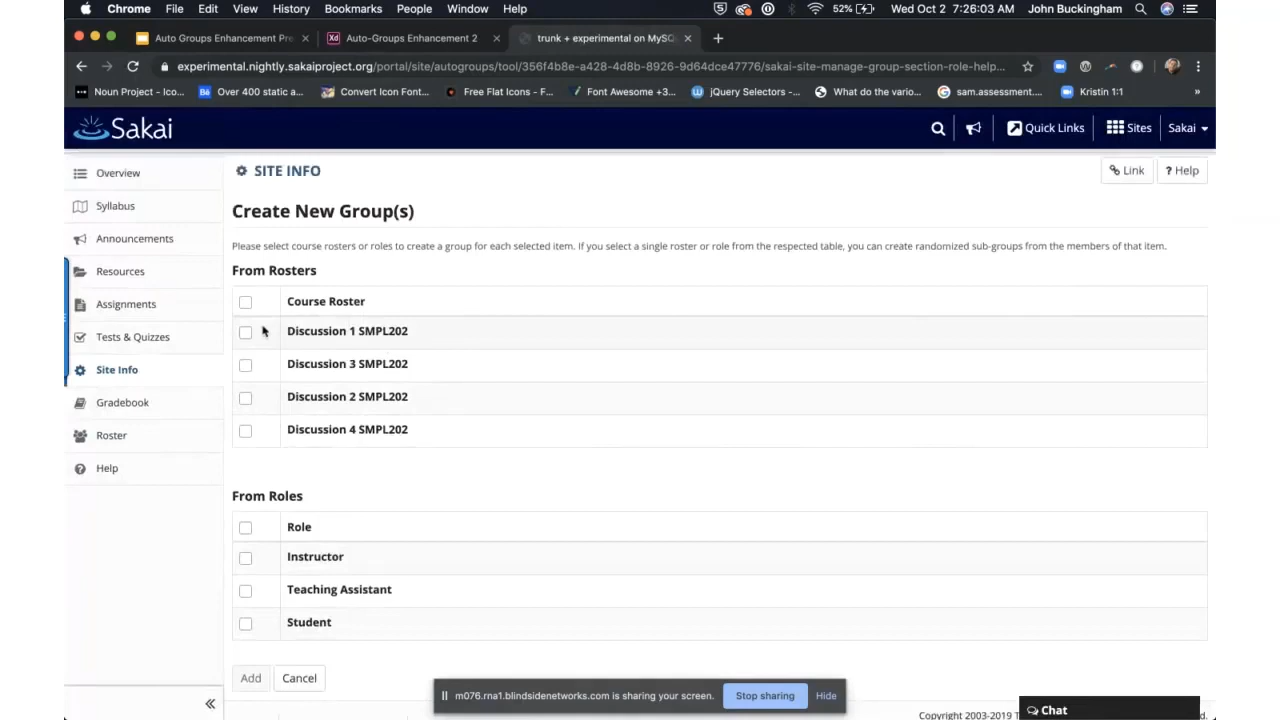 Chrome File Edit View History Bookmarks People Window Help 52% Wed Oct 2 7:26:03 AM John Buckingham
Auto Groups Enhancement Pre × Auto-Groups Enhancement 2 × trunk + experimental on MySQ × +
experimental.nightly.sakaiproject.org/portal/site/autogroups/tool/356f4b8e-a428-4d8b-8926-9d64dce47776/sakai-site-manage-group-section-role-help...
Noun Project - Ico... Over 400 static a... Convert Icon Font... Free Flat Icons - F... Font Awesome +3... jQuery Selectors -... What do the vario... sam.assessment.... Kristin 1:1 »
Sakai Quick Links Sites Sakai
Overview
Syllabus
Announcements
Resources
Assignments
Tests & Quizzes
Site Info
Gradebook
Roster
Help
SITE INFO Link ? Help
Create New Group(s)
Please select course rosters or roles to create a group for each selected item. If you select a single roster or role from the respected table, you can create randomized sub-groups from the members of that item.
From Rosters
Course Roster
Discussion 1 SMPL202
Discussion 3 SMPL202
Discussion 2 SMPL202
Discussion 4 SMPL202
From Roles
Role
Instructor
Teaching Assistant
Student
Add Cancel
m076.rna1.blindsidenetworks.com is sharing your screen. Stop sharing Hide
Chat
Copyright 2003-2019 T d.